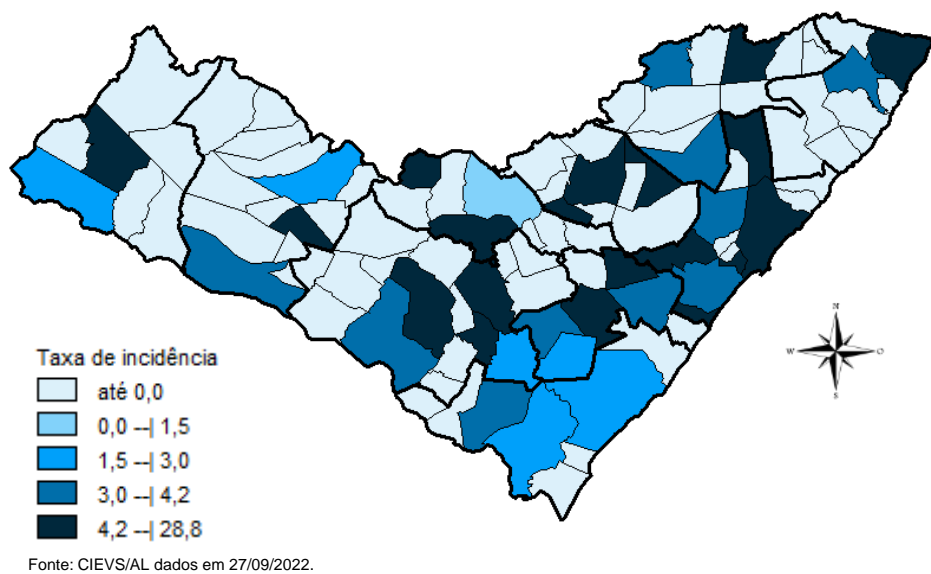 N
W
O
S
Taxa de incidência
até 0,0
0,0 --| 1,5
1,5 --| 3,0
3,0 --| 4,2
4,2 --| 28,8
Fonte: CIEVS/AL dados em 27/09/2022.